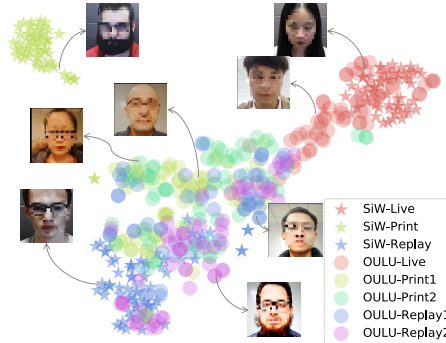 SiW-Live
SiW-Print
SiW-Replay
OULU-Live
OULU-Print1
OULU-Print2
OULU-Replay1
OULU-Replay2